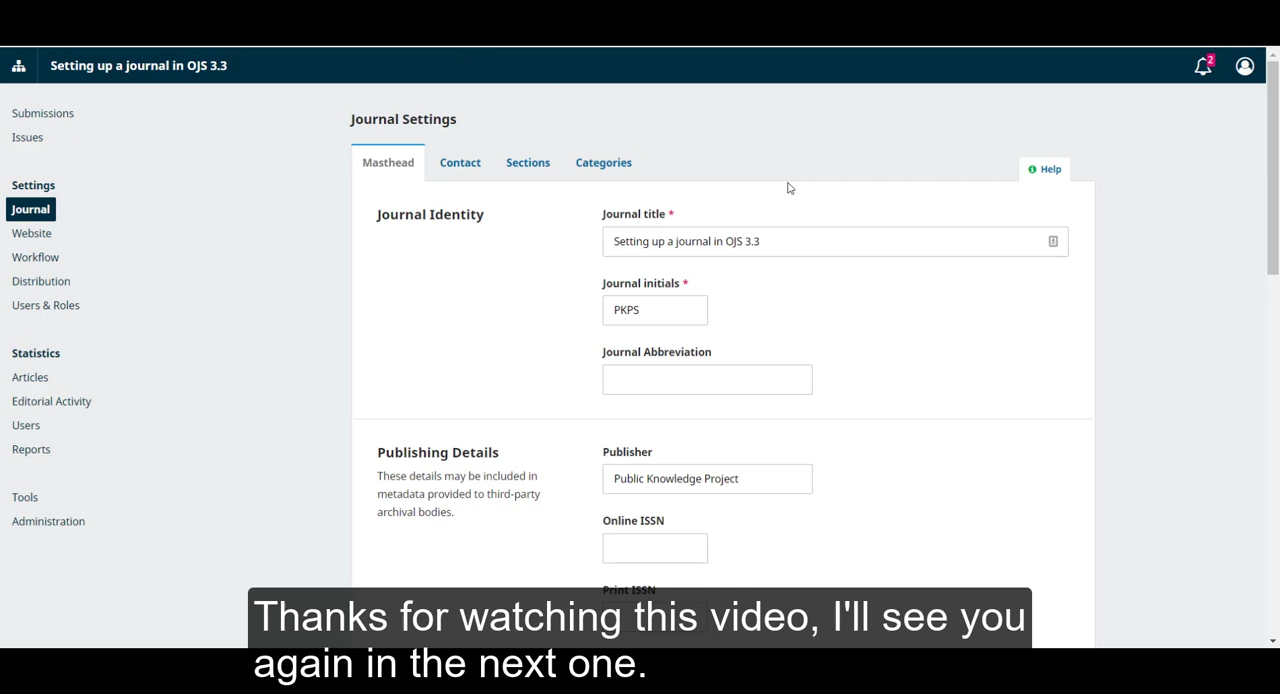 Setting up a journal in OJS 3.3
2
Submissions
Issues
Settings
Journal
Website
Workflow
Distribution
Users & Roles
Statistics
Articles
Editorial Activity
Users
Reports
Tools
Administration
Journal Settings
Masthead Contact Sections Categories
Help
Journal Identity
Journal title *
Setting up a journal in OJS 3.3
Journal initials *
PKPS
Journal Abbreviation
Publishing Details
These details may be included in
metadata provided to third-party
archival bodies.
Publisher
Public Knowledge Project
Online ISSN
Print ISSN
Thanks for watching this video, I'll see you
again in the next one.